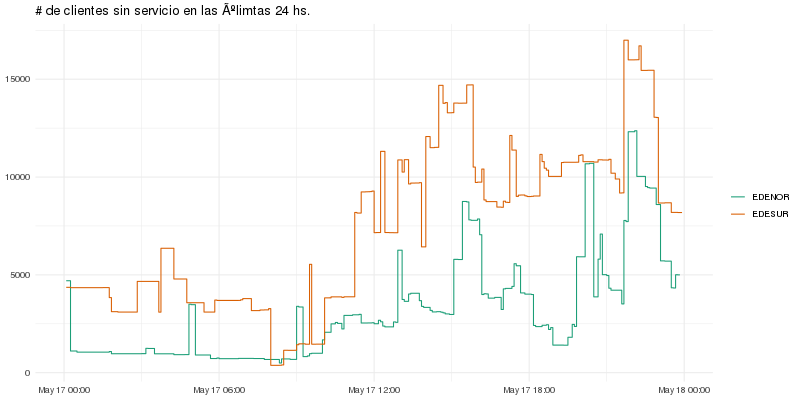 # de clientes sin servicio en las Ãºlimtas 24 hs.
15000
10000
5000
0
May 17 00:00
May 17 06:00
May 17 12:00
May 17 18:00
May 18 00:00
EDENOR
EDESUR